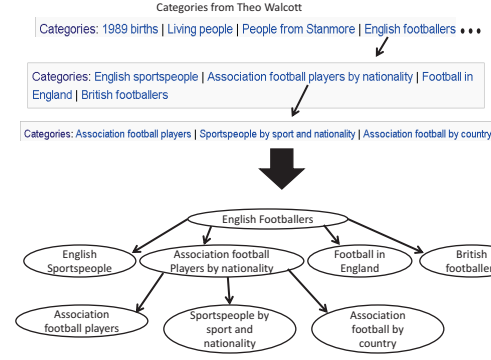 Categories from Theo Walcott
Categories: 1989 births | Living people | People from Stanmore | English footballers •••
Categories: English sportspeople | Association football players by nationality | Football in
England | British footballers
Categories: Association football players | Sportspeople by sport and nationality | Association football by country
English Footballers
English
Sportspeople
Association football
Players by nationality
Football in
England
British
footballe
Association
football players
Sportspeople by
sport and
nationality
Association
football by
country